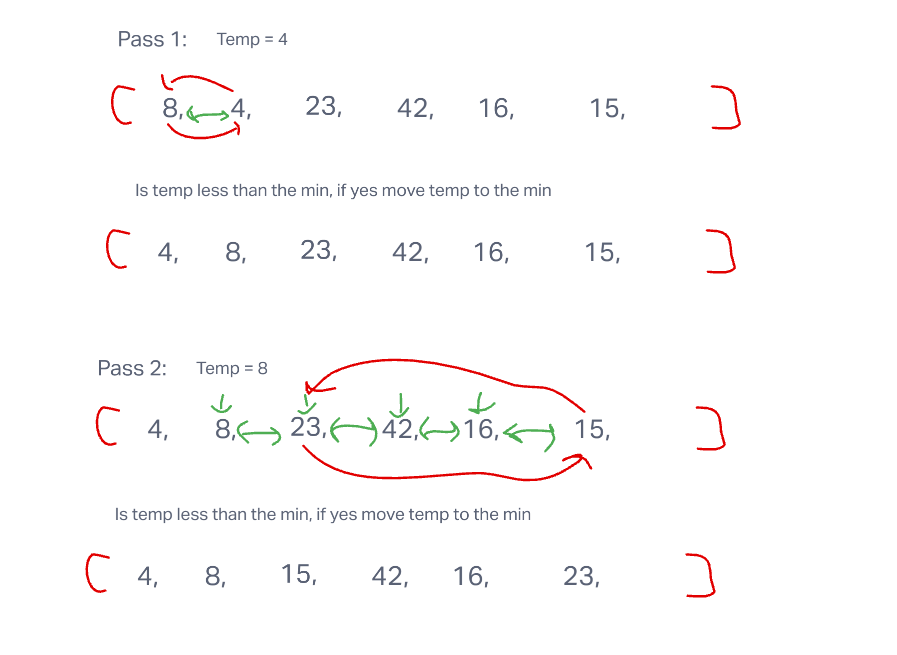 Pass 1: Temp = 4
[ 8, 4, 23, 42, 16, 15, ]
Is temp less than the min, if yes move temp to the min
[ 4, 8, 23, 42, 16, 15, ]
Pass 2: Temp = 8
[ 4, 8, 23, 42, 16, 15, ]
Is temp less than the min, if yes move temp to the min
[ 4, 8, 15, 42, 16, 23, ]